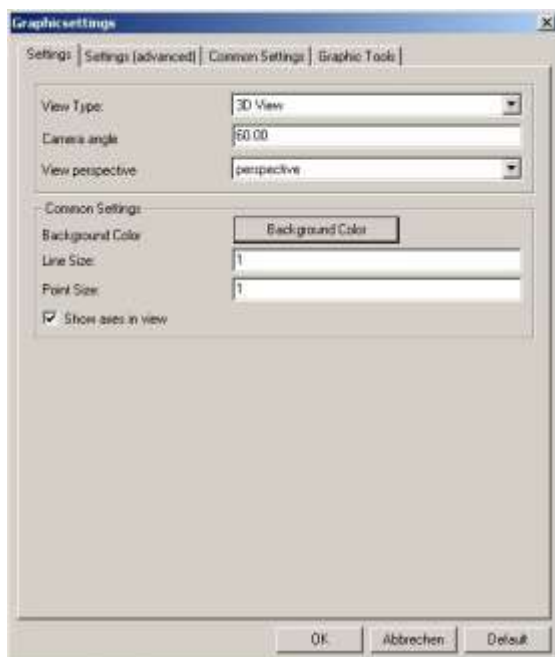 Graphicsettings
Settings Settings (advanced) Common Settings Graphic Tools
View Type: 3D View
Camera angle 60.00
View perspective perspective
Common Settings
Background Color Background Color
Line Size: 1
Point Size: 1
Show axes in view
OK Abbrechen Default